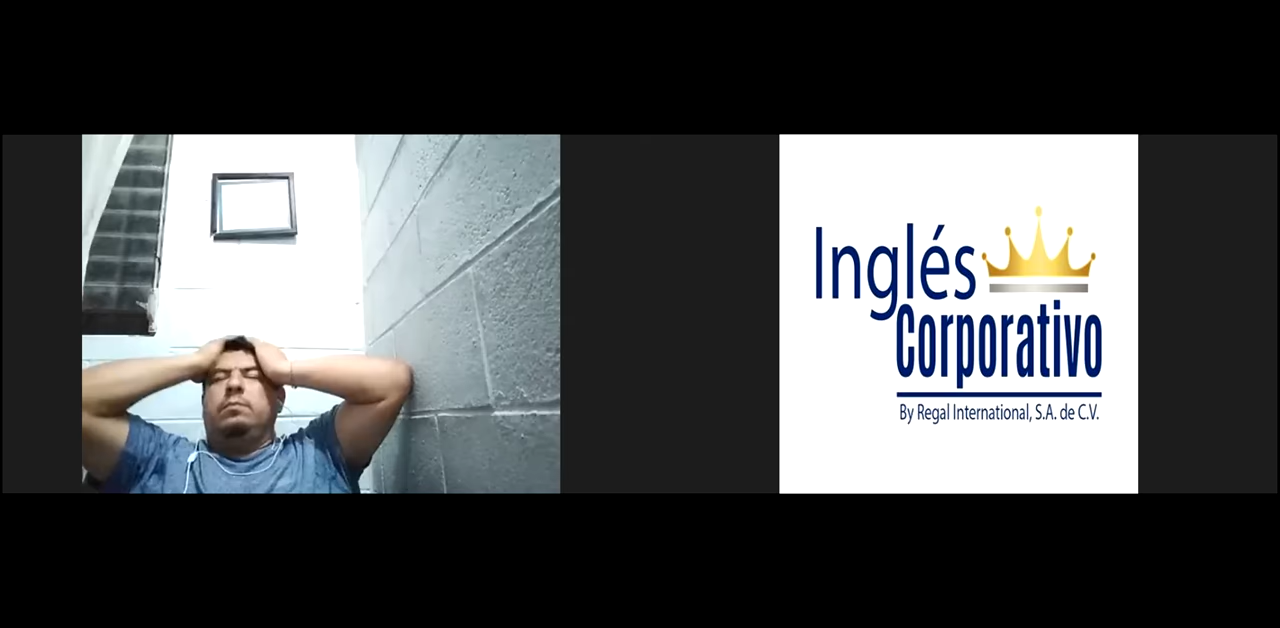 Inglés
Corporativo
By Regal International, S.A. de C.V.